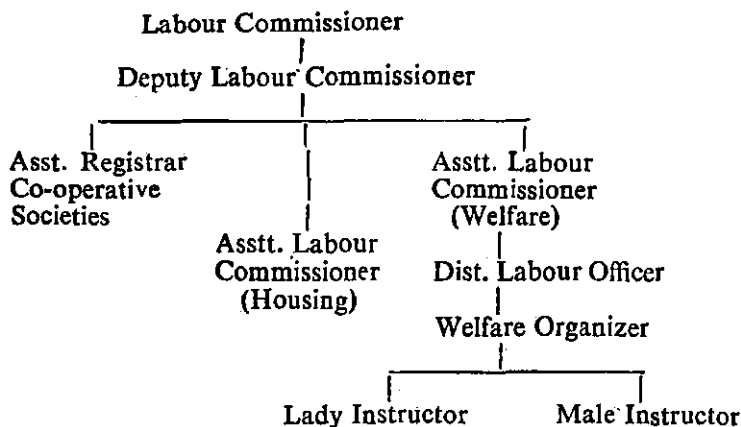 Labour Commissioner
Deputy Labour Commissioner
Asst. Registrar
Co-operative
Societies
Asstt. Labour
Commissioner
(Housing)
Asstt. Labour
Commissioner
(Welfare)
Dist. Labour Officer
Welfare Organizer
Lady Instructor
Male Instructor